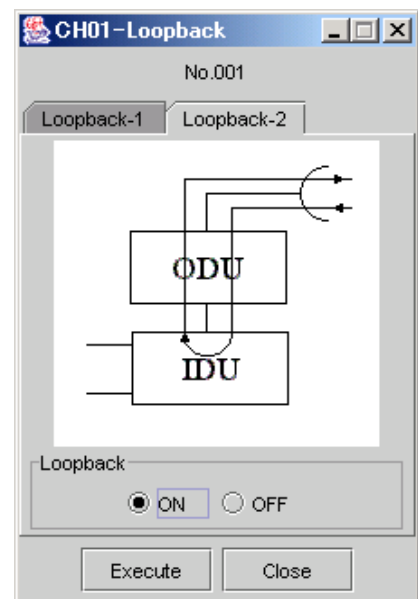 CH01-Loopback
No.001
Loopback-1 Loopback-2
ODU
IDU
Loopback
ON OFF
Execute Close